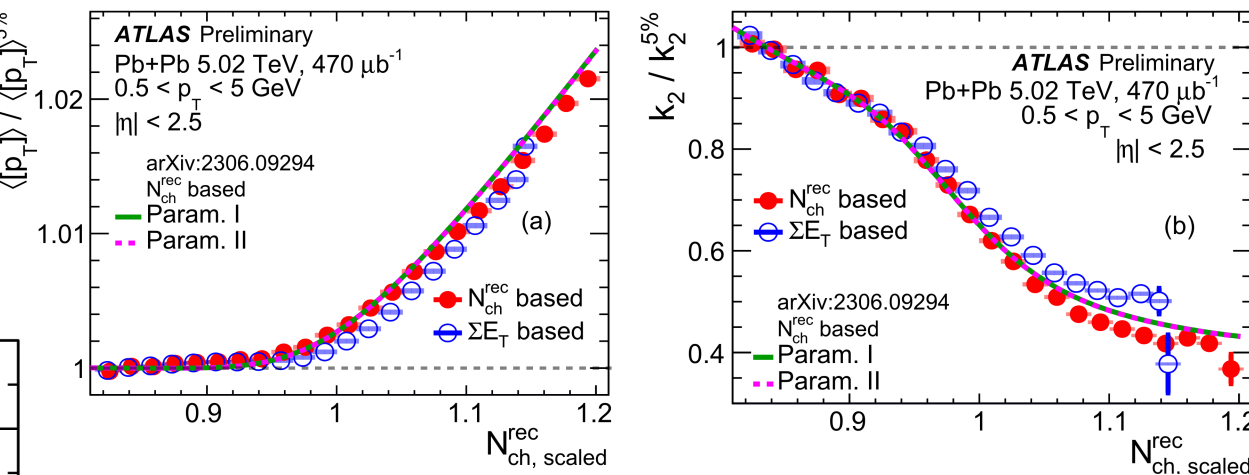 ⟨[p_T]⟩ / ⟨[p_T]⟩^5%
ATLAS Preliminary
Pb+Pb 5.02 TeV, 470 μb⁻¹
0.5 < p_T < 5 GeV
|η| < 2.5
arXiv:2306.09294
N_ch^rec based
Param. I
Param. II
(a)
N_ch^rec based
ΣE_T based
1.02
1.01
1
0.9 1 1.1 1.2
N_ch, scaled^rec
k₂ / k₂^5%
ATLAS Preliminary
Pb+Pb 5.02 TeV, 470 μb⁻¹
0.5 < p_T < 5 GeV
|η| < 2.5
N_ch^rec based
ΣE_T based
(b)
arXiv:2306.09294
N_ch^rec based
Param. I
Param. II
1
0.8
0.6
0.4
0.9 1 1.1 1.2
N_ch, scaled^rec